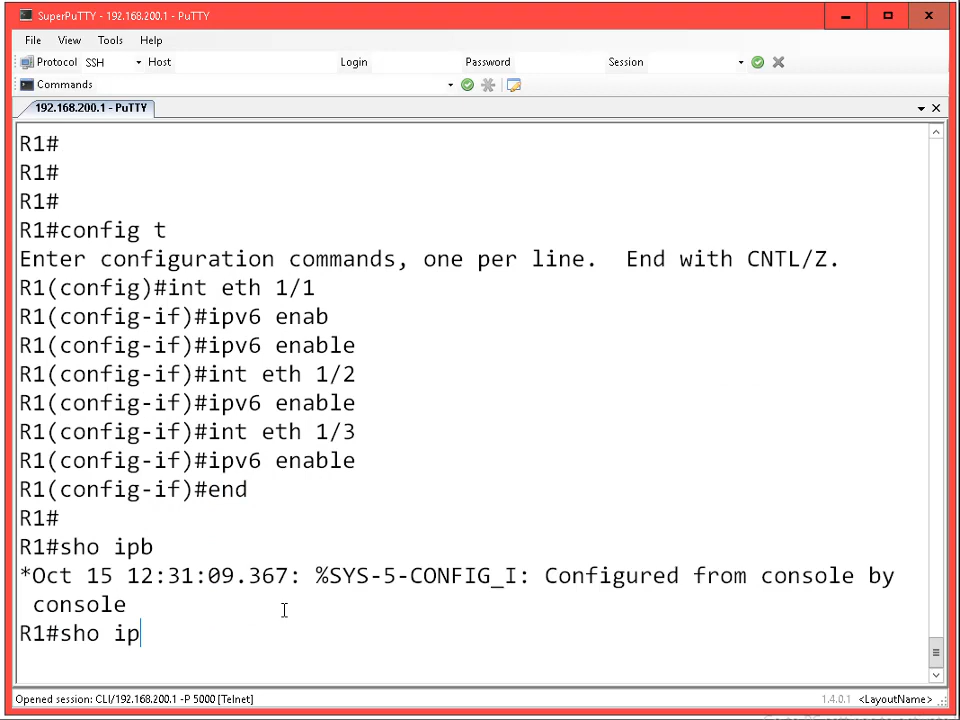 SuperPuTTY - 192.168.200.1 - PuTTY
File View Tools Help
Protocol SSH Host Login Password Session
Commands
192.168.200.1 - PuTTY
R1#
R1#
R1#
R1#config t
Enter configuration commands, one per line.  End with CNTL/Z.
R1(config)#int eth 1/1
R1(config-if)#ipv6 enab
R1(config-if)#ipv6 enable
R1(config-if)#int eth 1/2
R1(config-if)#ipv6 enable
R1(config-if)#int eth 1/3
R1(config-if)#ipv6 enable
R1(config-if)#end
R1#
R1#sho ipb
*Oct 15 12:31:09.367: %SYS-5-CONFIG_I: Configured from console by
console
R1#sho ip
Opened session: CLI/192.168.200.1 -P 5000 [Telnet] 1.4.0.1 <LayoutName>